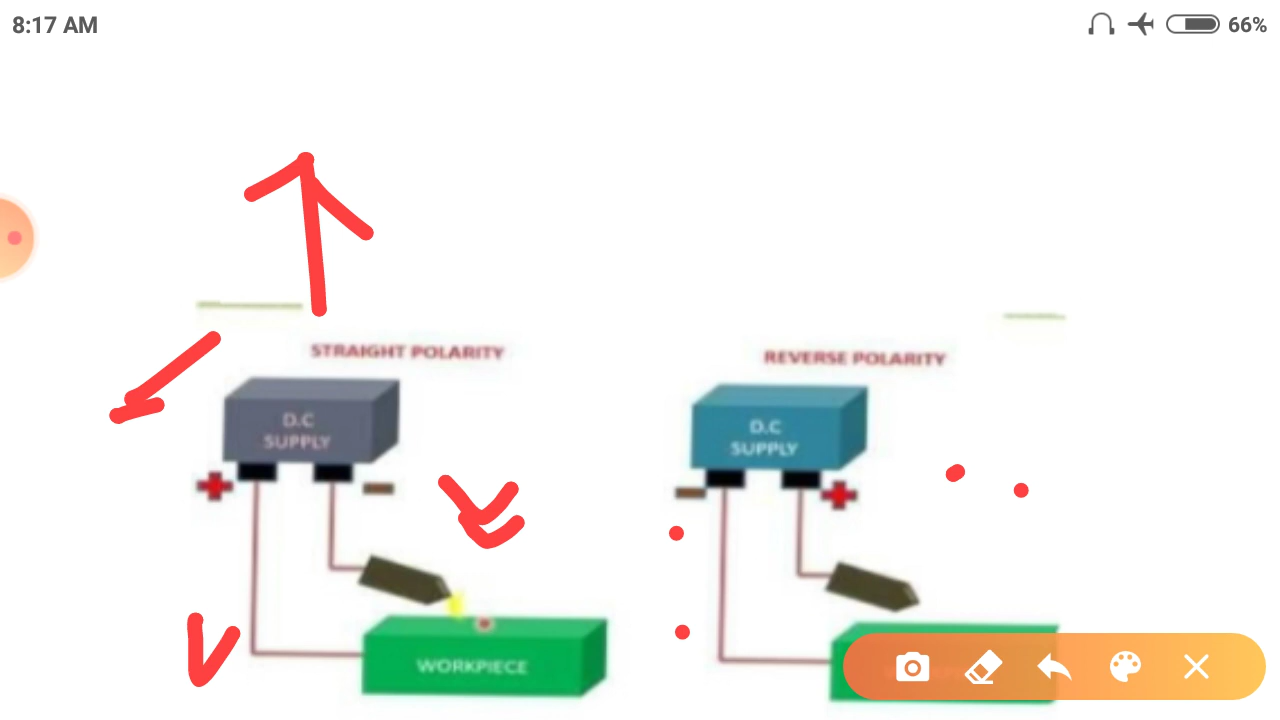 8:17 AM
66%
STRAIGHT POLARITY
REVERSE POLARITY
D.C
SUPPLY
D.C
SUPPLY
WORKPIECE